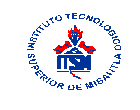 INSTITUTO TECNOLOGICO
SUPERIOR DE MISANTLA
ITSM